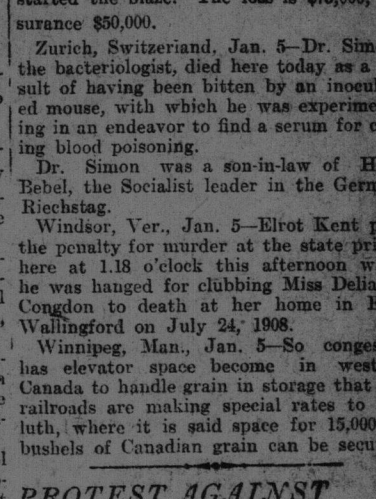 surance $50,000.
Zurich, Switzeriand, Jan. 5—Dr. Sim
the bacteriologist, died here today as a
sult of having been bitten by an inocul
ed mouse, with which he was experime
ing in an endeavor to find a serum for c
ing blood poisoning.
Dr. Simon was a son-in-law of H
Bebel, the Socialist leader in the Germ
Riechstag.
Windsor, Ver., Jan. 5—Elrot Kent p
the penalty for murder at the state pri
here at 1.18 o'clock this afternoon w
he was hanged for clubbing Miss Delia
Congdon to death at her home in E
Wallingford on July 24, 1908.
Winnipeg, Man., Jan. 5—So conges
has elevator space become in west
Canada to handle grain in storage that
railroads are making special rates to
luth, where it is said space for 15,000
bushels of Canadian grain can be secu
PROTEST AGAINST